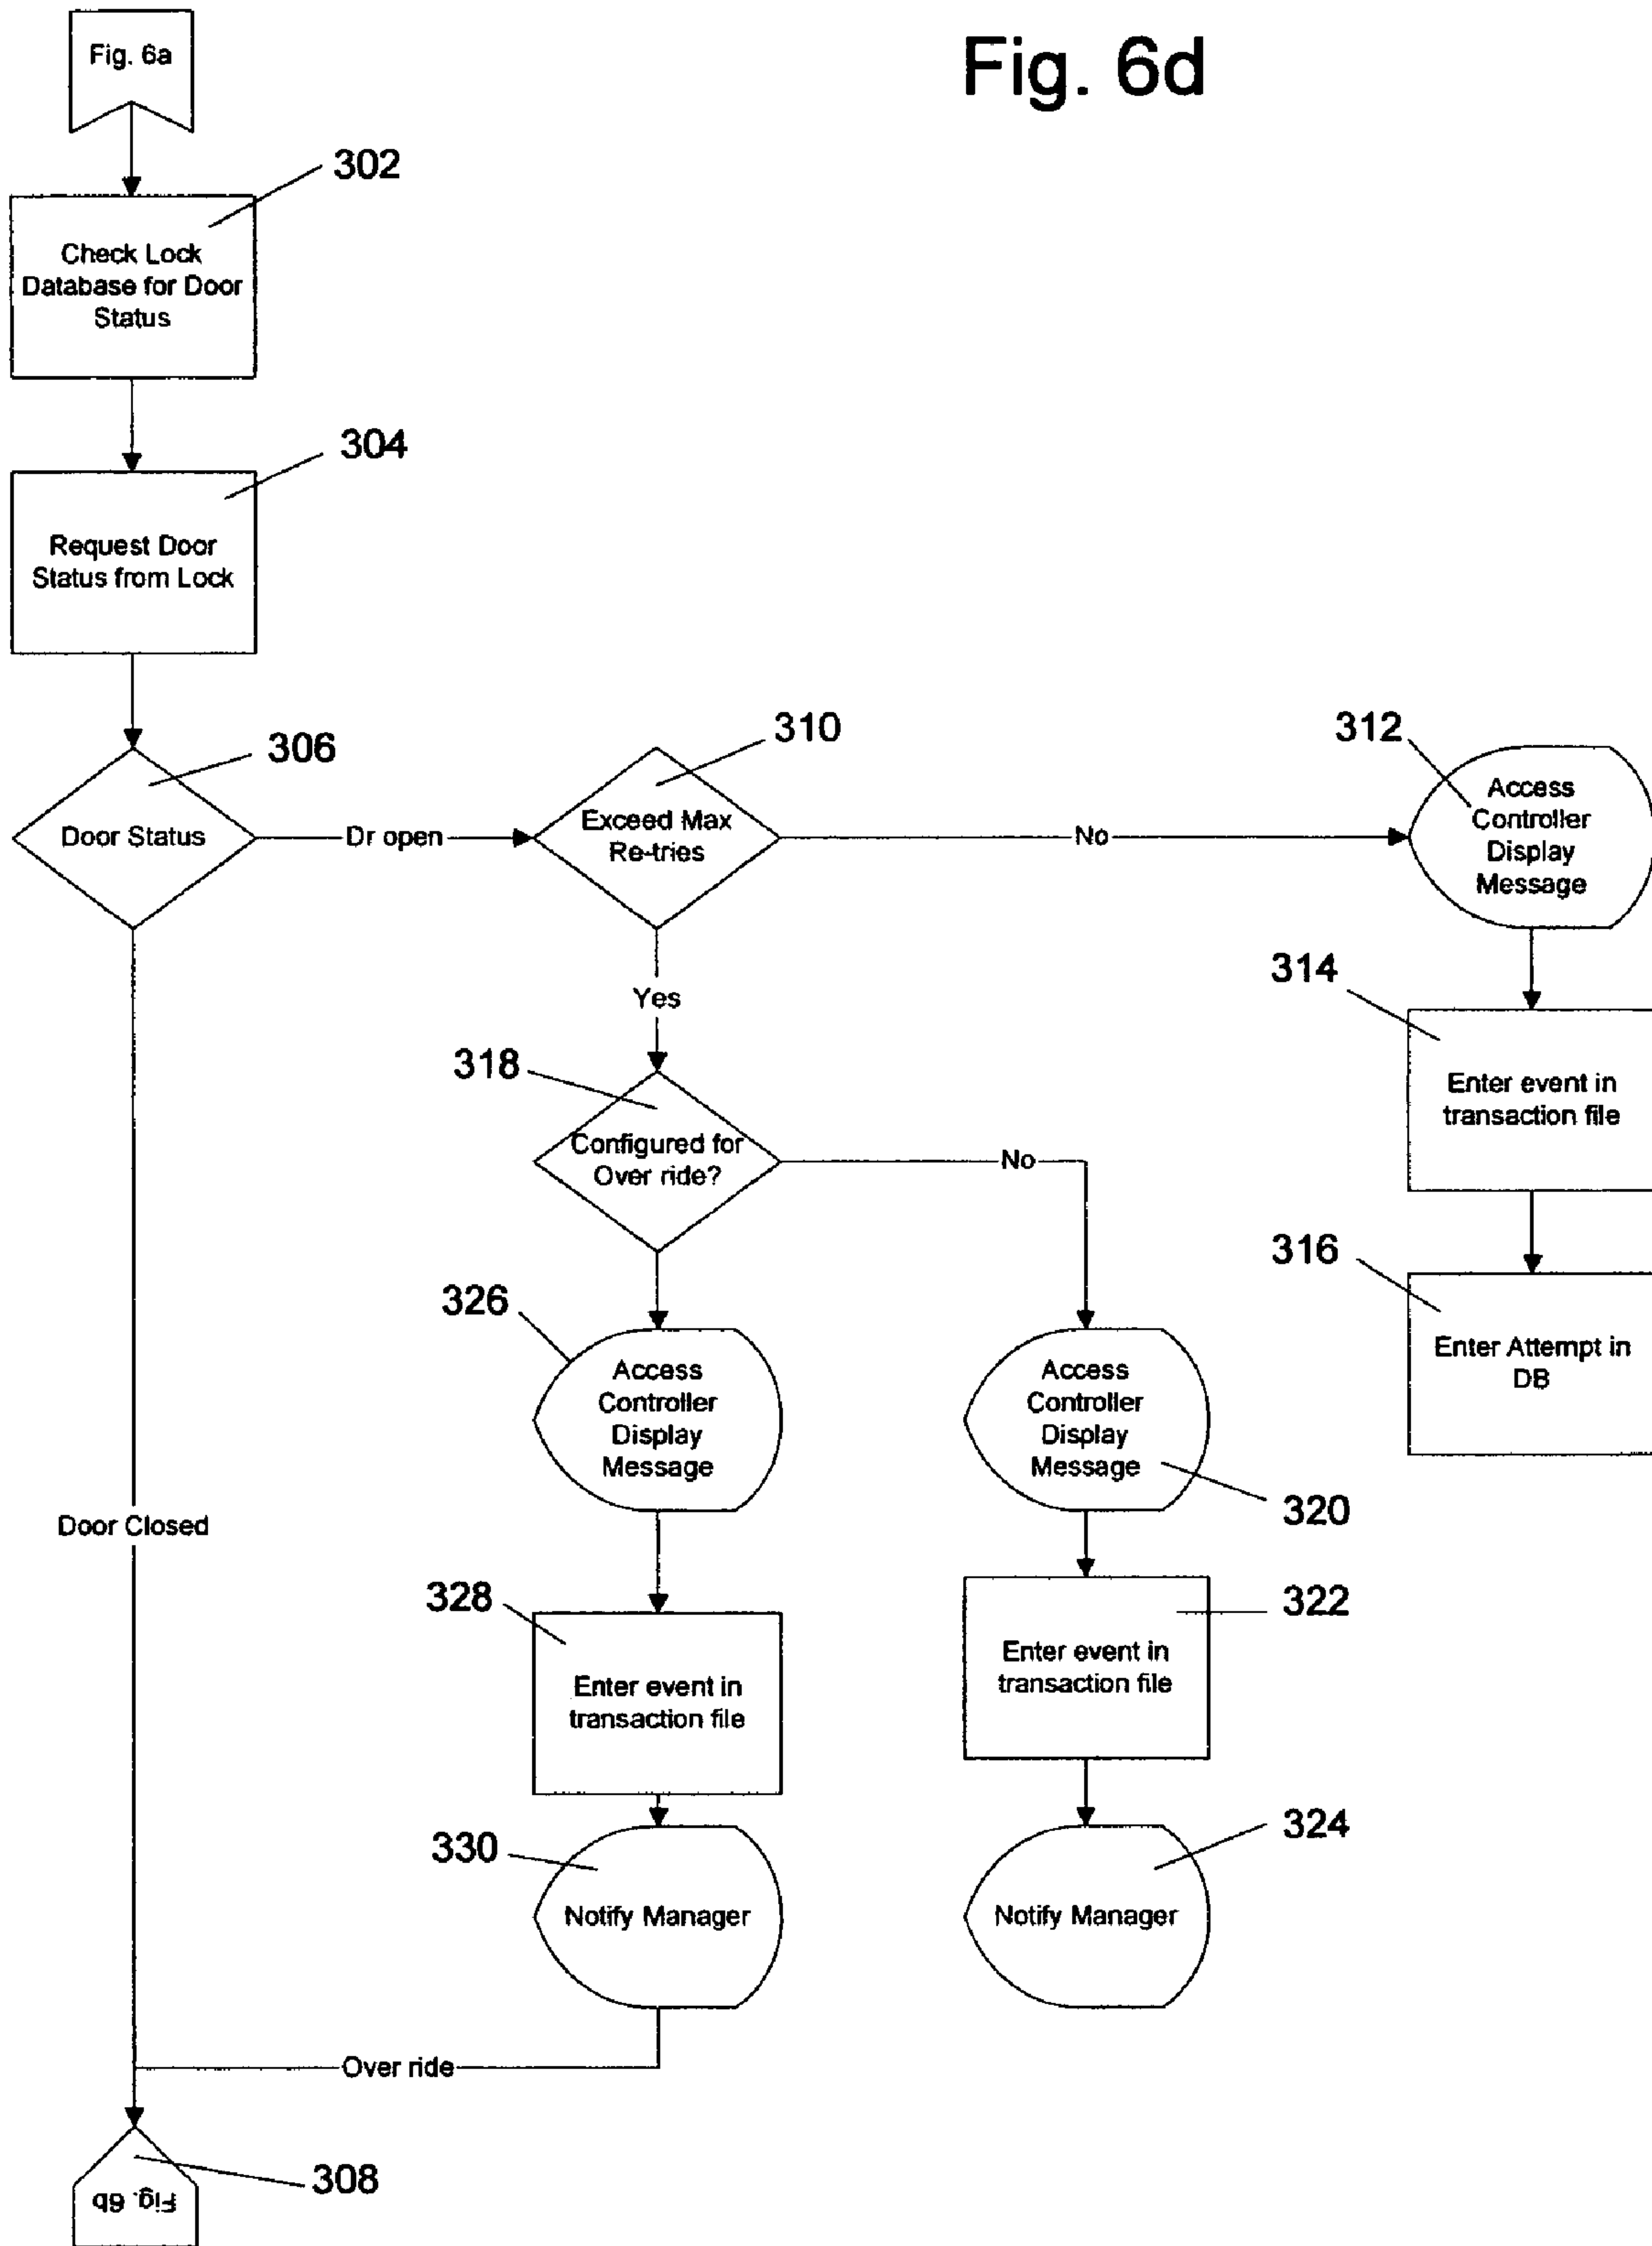 Fig. 6d
Fig. 6a
302
Check Lock
Database for Door
Status
304
Request Door
Status from Lock
306
Door Status
Dr open
310
Exceed Max
Re-tries
No
312
Access
Controller
Display
Message
Yes
314
Enter event in
transaction file
318
Configured for
Over ride?
No
316
Enter Attempt in
DB
326
Access
Controller
Display
Message
Access
Controller
Display
Message
320
Door Closed
328
Enter event in
transaction file
322
Enter event in
transaction file
330
Notify Manager
324
Notify Manager
Over ride
308
Fig. 6b